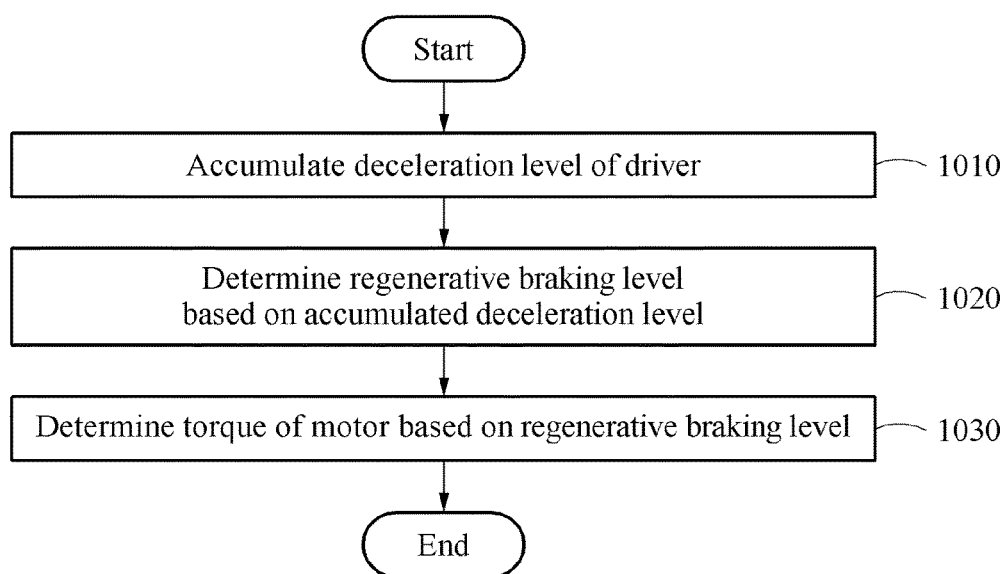 Start
Accumulate deceleration level of driver
1010
Determine regenerative braking level
based on accumulated deceleration level
1020
Determine torque of motor based on regenerative braking level
1030
End